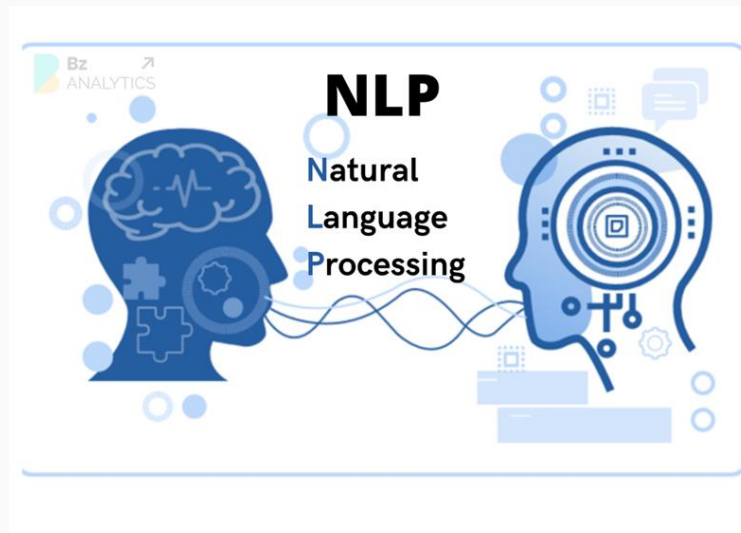 Bz
ANALYTICS
NLP
Natural
Language
Processing